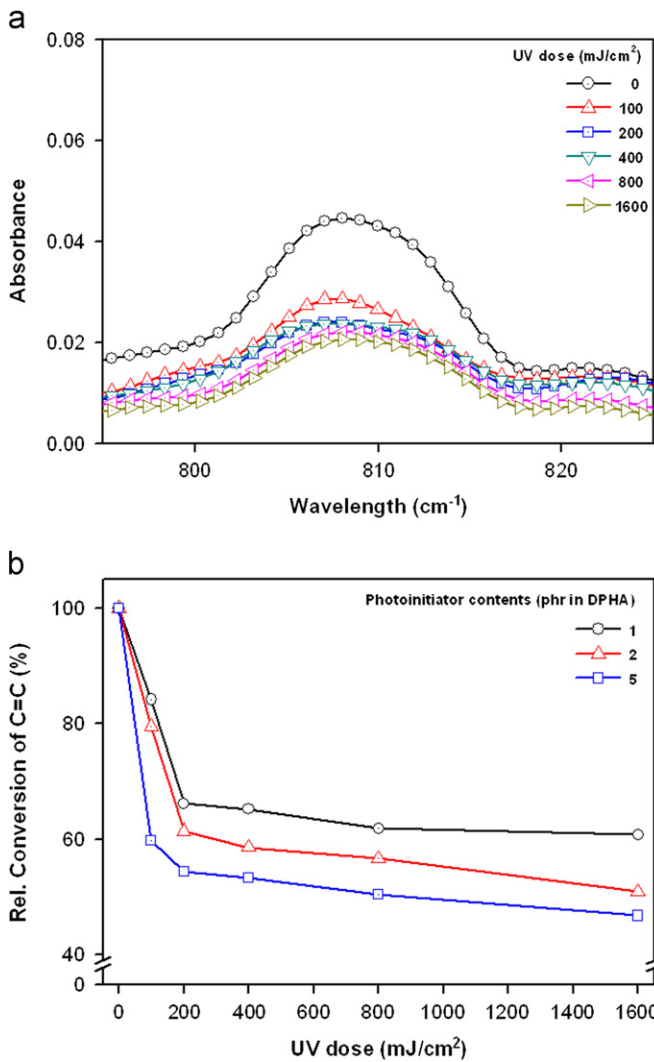 a
0.08
0.06
0.04
0.02
0.00
Absorbance
UV dose (mJ/cm²)
0
100
200
400
800
1600
800
810
820
Wavelength (cm⁻¹)
b
100
80
60
40
0
Rel. Conversion of C=C (%)
Photoinitiator contents (phr in DPHA)
1
2
5
0 200 400 600 800 1000 1200 1400 1600
UV dose (mJ/cm²)